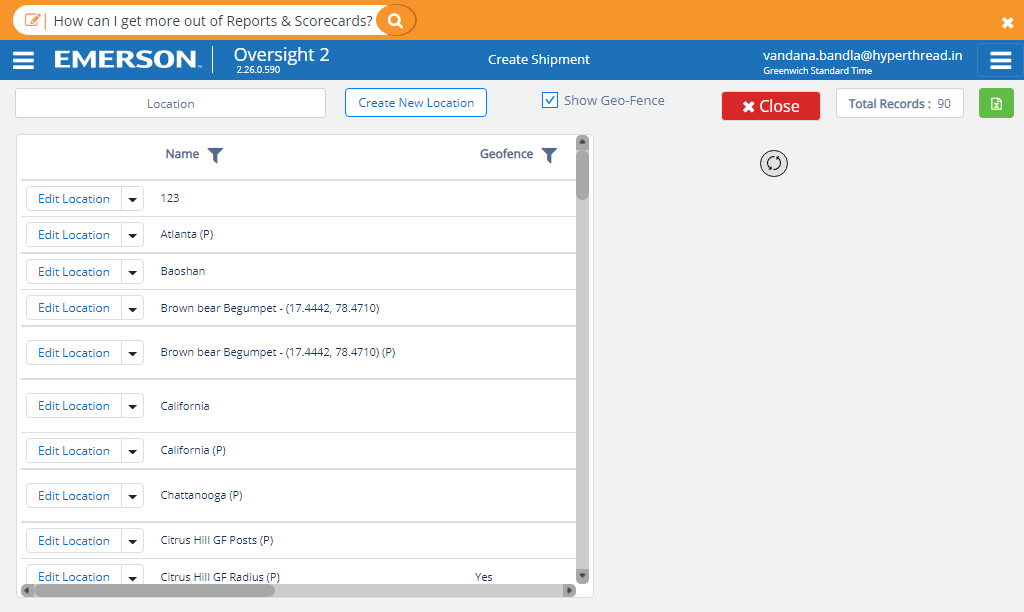 How can I get more out of Reports & Scorecards?
EMERSON
Oversight 2
2.26.0.590
Create Shipment
vandana.bandla@hyperthread.in
Greenwich Standard Time
Location
Create New Location
Show Geo-Fence
Close
Total Records : 90
Name
Geofence
Edit Location 123
Edit Location Atlanta (P)
Edit Location Baoshan
Edit Location Brown bear Begumpet - (17.4442, 78.4710)
Edit Location Brown bear Begumpet - (17.4442, 78.4710) (P)
Edit Location California
Edit Location California (P)
Edit Location Chattanooga (P)
Edit Location Citrus Hill GF Posts (P)
Edit Location Citrus Hill GF Radius (P) Yes